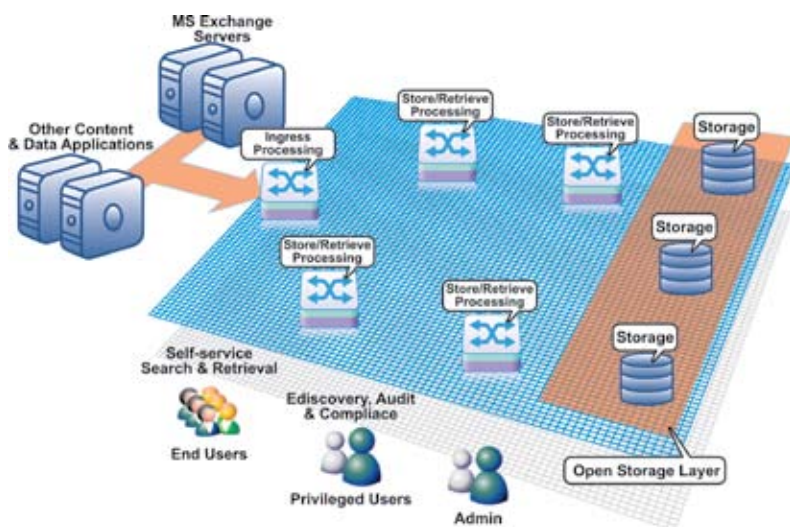 MS Exchange
Servers
Other Content
& Data Applications
Ingress
Processing
Store/Retrieve
Processing
Store/Retrieve
Processing
Storage
Storage
Store/Retrieve
Processing
Store/Retrieve
Processing
Storage
Self-service
Search & Retrieval
End Users
Ediscovery, Audit
& Compliace
Privileged Users
Admin
Open Storage Layer